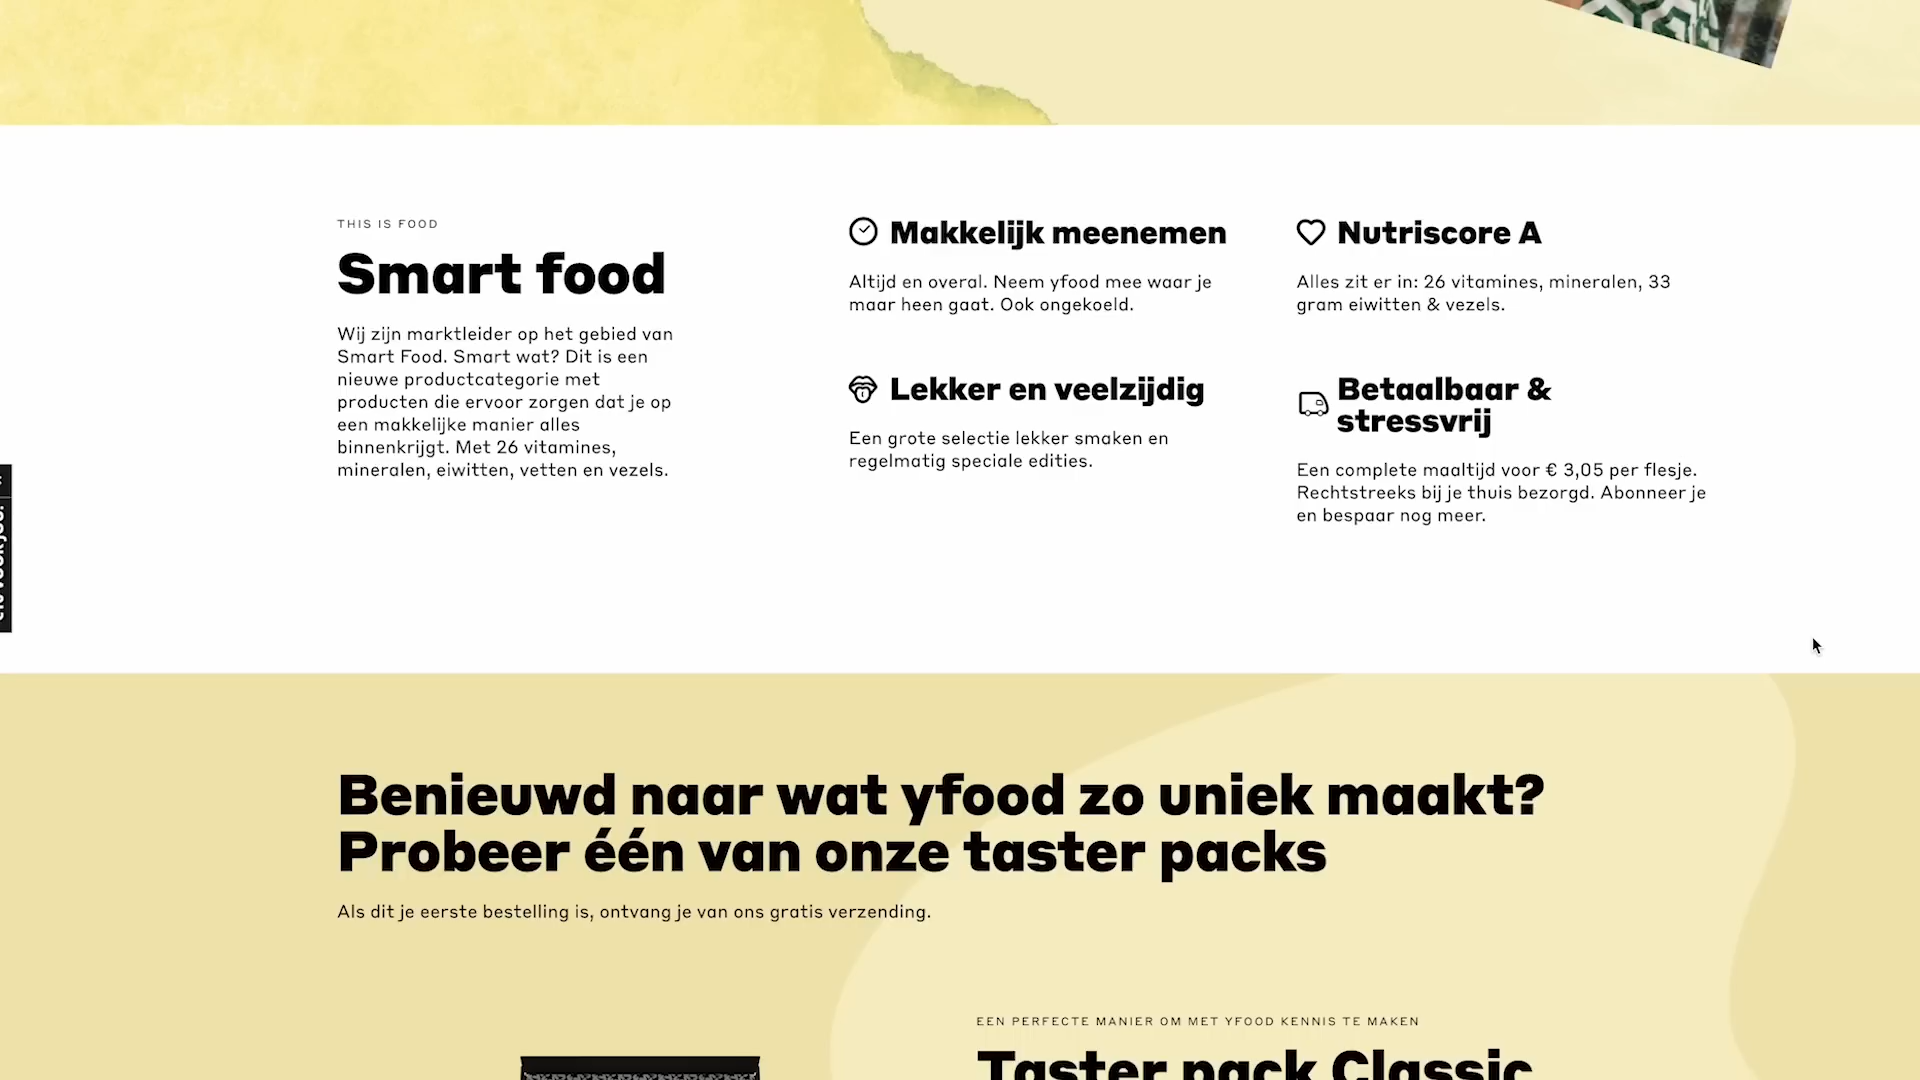 THIS IS FOOD
Smart food
Wij zijn marktleider op het gebied van
Smart Food. Smart wat? Dit is een
nieuwe productcategorie met
producten die ervoor zorgen dat je op
een makkelijke manier alles
binnenkrijgt. Met 26 vitamines,
mineralen, eiwitten, vetten en vezels.
Makkelijk meenemen
Altijd en overal. Neem yfood mee waar je
maar heen gaat. Ook ongekoeld.
Nutriscore A
Alles zit er in: 26 vitamines, mineralen, 33
gram eiwitten & vezels.
Lekker en veelzijdig
Een grote selectie lekker smaken en
regelmatig speciale edities.
Betaalbaar &
stressvrij
Een complete maaltijd voor € 3,05 per flesje.
Rechtstreeks bij je thuis bezorgd. Abonneer je
en bespaar nog meer.
Benieuwd naar wat yfood zo uniek maakt?
Probeer één van onze taster packs
Als dit je eerste bestelling is, ontvang je van ons gratis verzending.
EEN PERFECTE MANIER OM MET YFOOD KENNIS TE MAKEN
Taster pack Classic